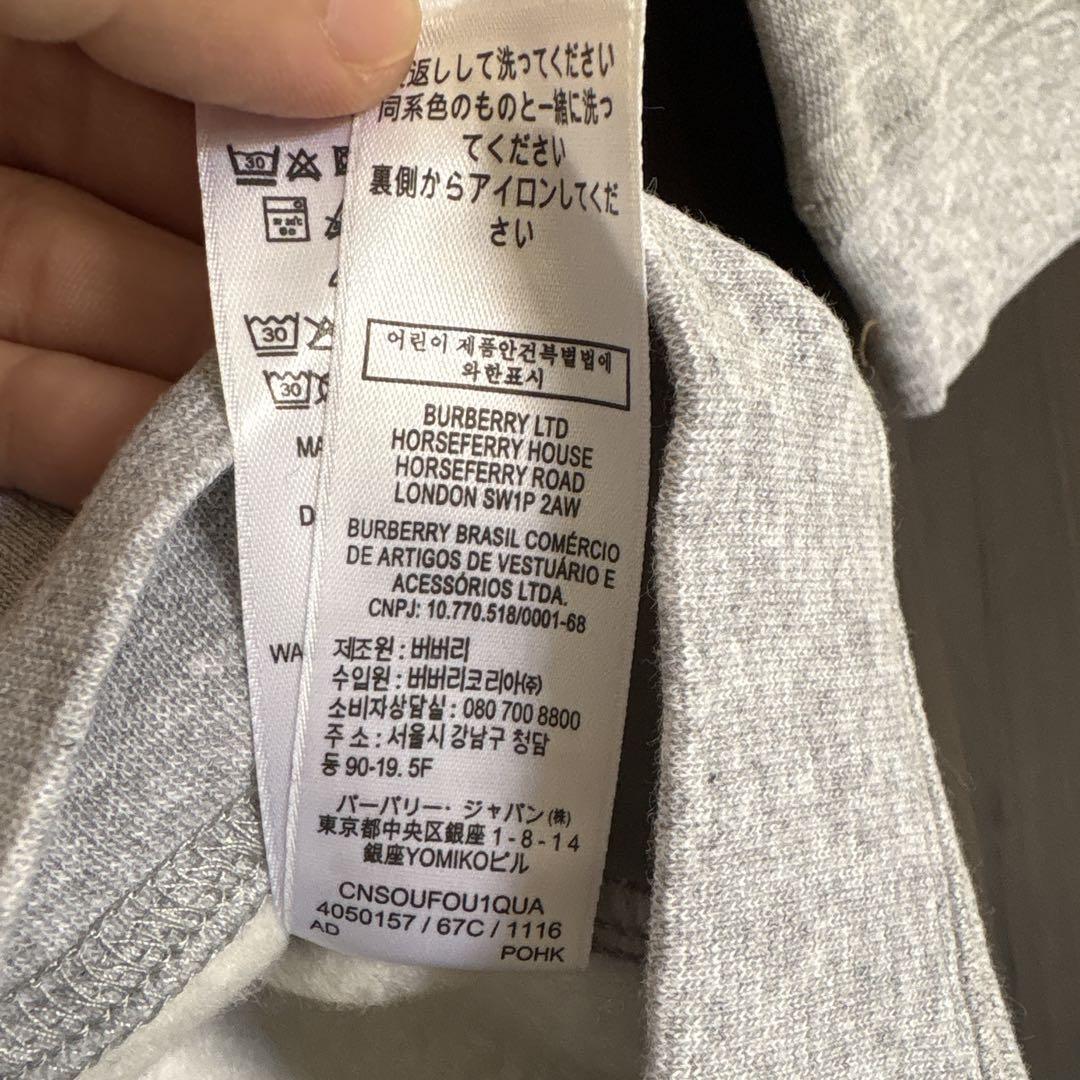 返しして洗ってください
同系色のものと一緒に洗っ
てください
裏側からアイロンしてくだ
さい
어린이 제품안건특별법에
와한표시
BURBERRY LTD
HORSEFERRY HOUSE
HORSEFERRY ROAD
LONDON SW1P 2AW
BURBERRY BRASIL COMÉRCIO
DE ARTIGOS DE VESTUÁRIO E
ACESSÓRIOS LTDA.
CNPJ: 10.770.518/0001-68
제조원 : 버버리
수입원 : 버버리코리아(주)
소비자상담실 : 080 700 8800
주 소 : 서울시 강남구 청담
동 90-19. 5F
バーバリー・ジャパン(株)
東京都中央区銀座1-8-14
銀座YOMIKOビル
CNSOUFOU1QUA
4050157 / 67C / 1116
AD
POHK
30
30
30
MA
D
WA